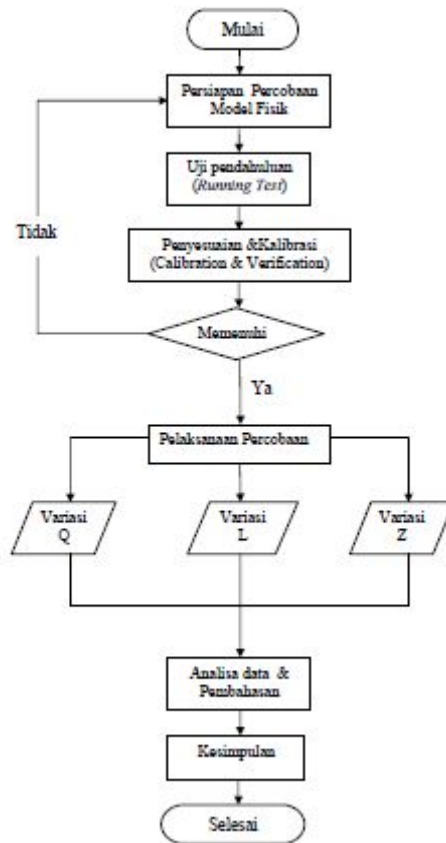 Mulai
Persiapan Percobaan
Model Fisik
Uji pendahuluan
(Running Test)
Tidak
Penyesuaian &Kalibrasi
(Calibration & Verification)
Memenuhi
Ya
Pelaksanaan Percobaan
Variasi
Q
Variasi
L
Variasi
Z
Analisa data &
Pembahasan
Kesimpulan
Selesai